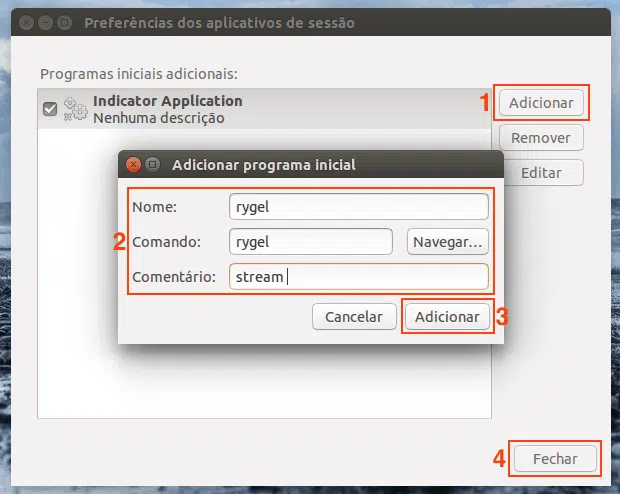 Preferências dos aplicativos de sessão
Programas iniciais adicionais:
Indicator Application
Nenhuma descrição
1
Adicionar
Remover
Editar
Adicionar programa inicial
2
Nome:
rygel
Comando:
rygel
Navegar...
Comentário:
stream
Cancelar
Adicionar
3
4
Fechar